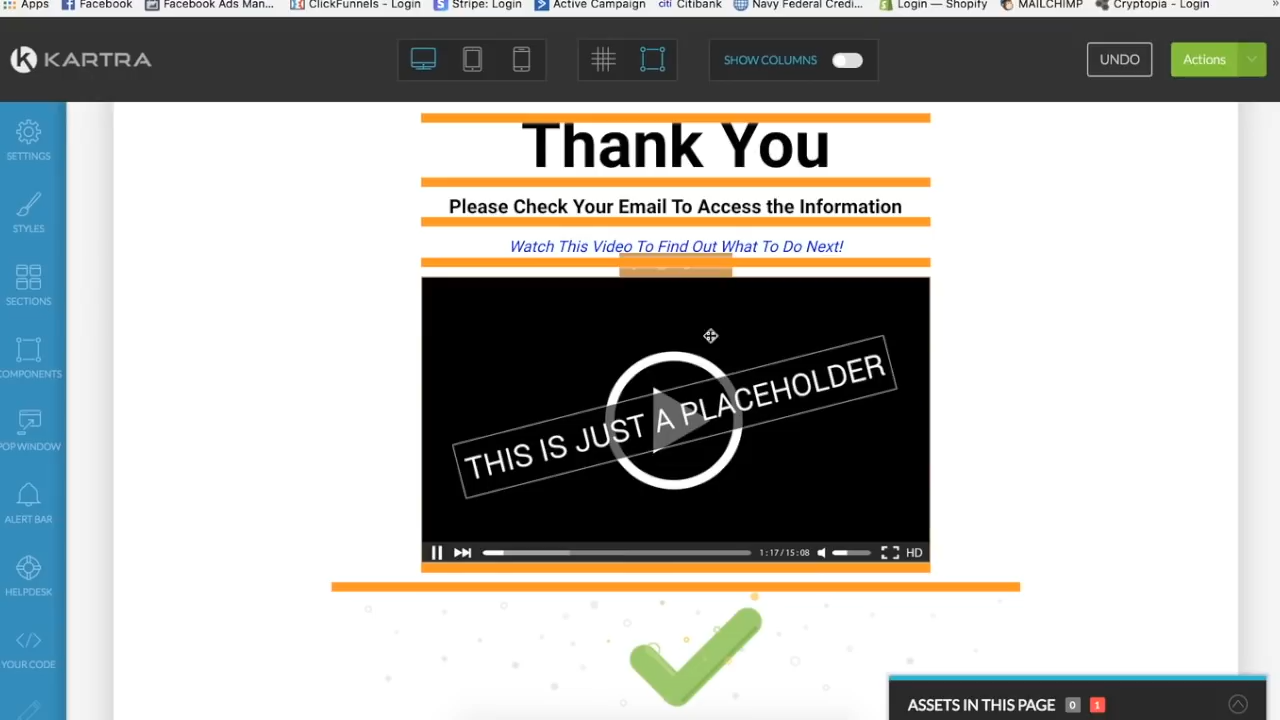 Apps Facebook Facebook Ads Man... ClickFunnels - Login Stripe: Login Active Campaign citi Citibank Navy Federal Credi... Login — Shopify MAILCHIMP Cryptopia - Login »
KARTRA
SHOW COLUMNS
UNDO
Actions
SETTINGS
STYLES
SECTIONS
COMPONENTS
POP WINDOW
ALERT BAR
HELPDESK
YOUR CODE
Thank You
Please Check Your Email To Access the Information
Watch This Video To Find Out What To Do Next!
THIS IS JUST A PLACEHOLDER
1:17/15:08 HD
ASSETS IN THIS PAGE 0 1